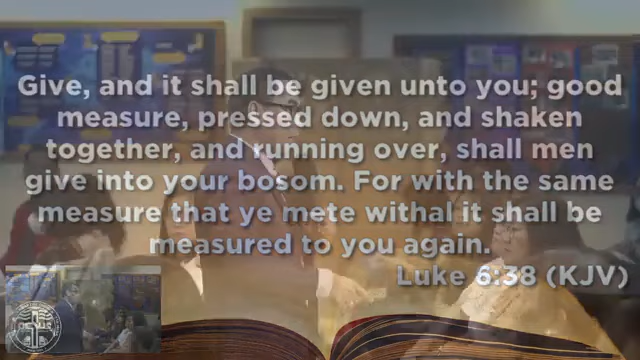 Give, and it shall be given unto you; good
measure, pressed down, and shaken
together, and running over, shall men
give into your bosom. For with the same
measure that ye mete withal it shall be
measured to you again.
Luke 6:38 (KJV)